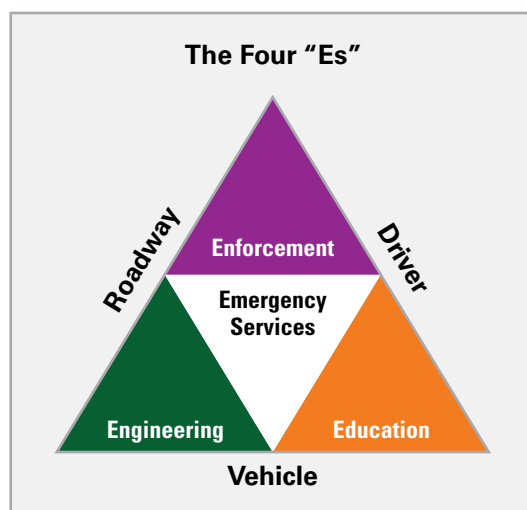 The Four “Es”
Roadway
Driver
Enforcement
Emergency
Services
Engineering
Education
Vehicle